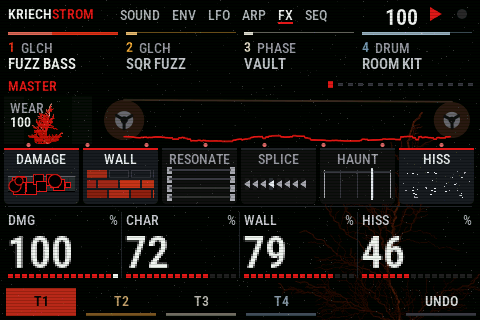 KRIECHSTROM SOUND ENV LFO ARP FX SEQ 100
1 GLCH 2 GLCH 3 PHASE 4 DRUM
FUZZ BASS SQR FUZZ VAULT ROOM KIT
MASTER
WEAR
100
DAMAGE WALL RESONATE SPLICE HAUNT HISS
DMG % CHAR % WALL % HISS %
100 72 79 46
T1 T2 T3 T4 UNDO